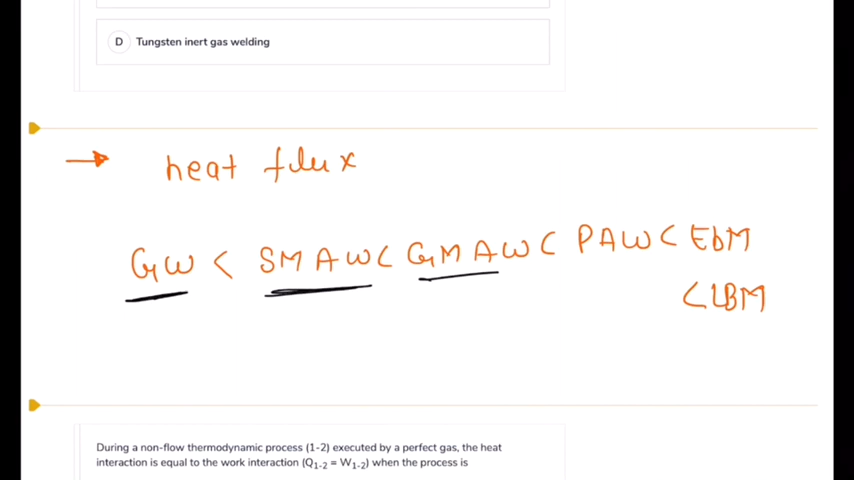 D Tungsten inert gas welding
→ heat flux
GW < SMAW < GMAW < PAW < EbM
< LBM
During a non-flow thermodynamic process (1-2) executed by a perfect gas, the heat
interaction is equal to the work interaction (Q₁₋₂ = W₁₋₂) when the process is